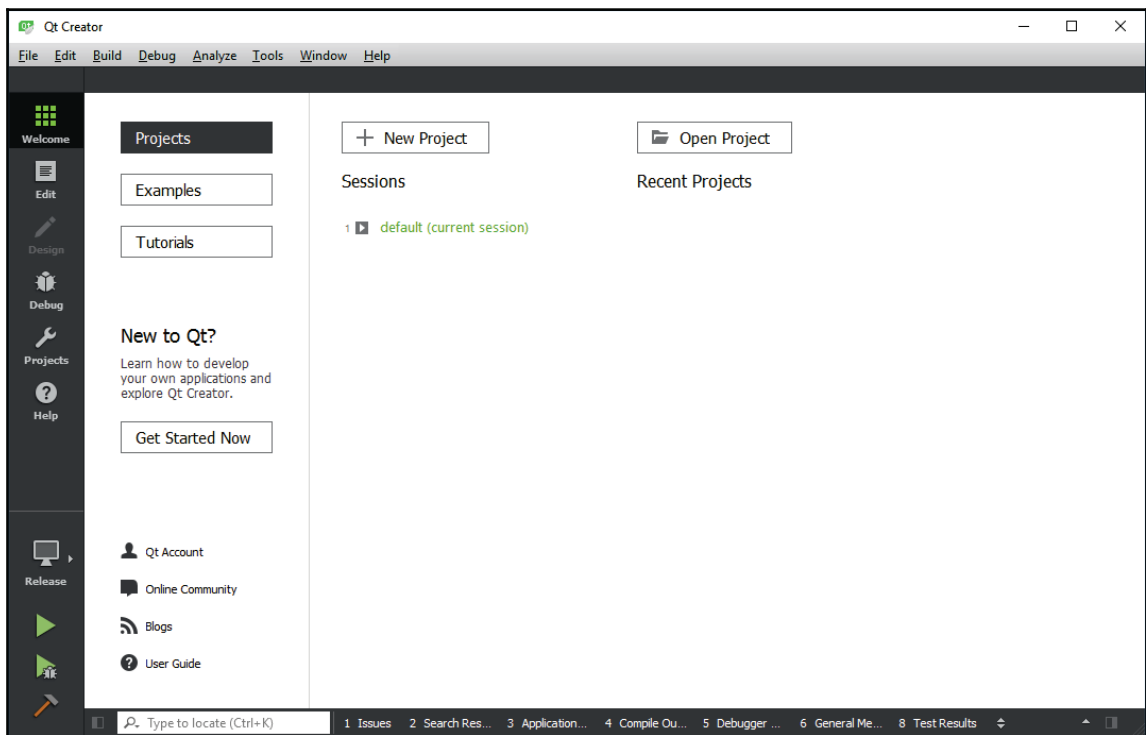 Qt Creator
File Edit Build Debug Analyze Tools Window Help
Welcome
Edit
Design
Debug
Projects
Help
Release
Projects
Examples
Tutorials
New to Qt?
Learn how to develop
your own applications and
explore Qt Creator.
Get Started Now
Qt Account
Online Community
Blogs
User Guide
New Project
Open Project
Sessions
Recent Projects
1 default (current session)
Type to locate (Ctrl+K)
1 Issues 2 Search Res... 3 Application... 4 Compile Ou... 5 Debugger ... 6 General Me... 8 Test Results